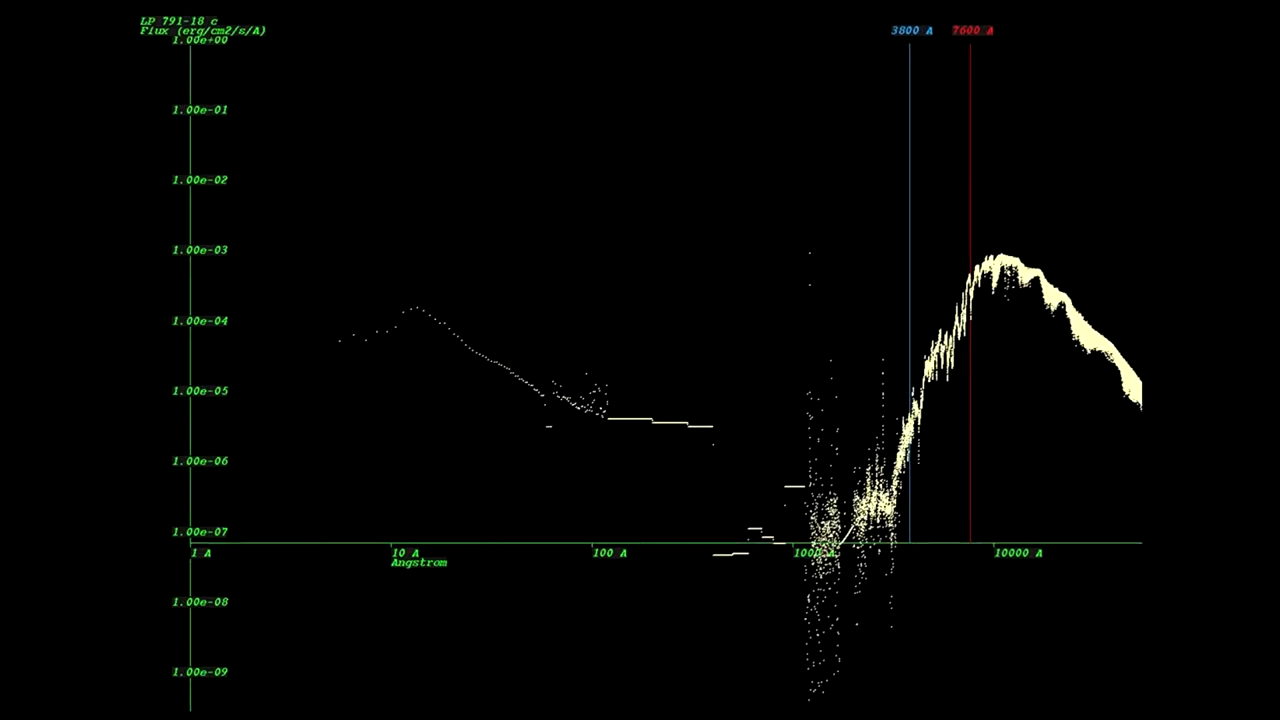 LP 791-18 c
Flux (erg/cm2/s/A)
3800 A 7600 A
1.00e+00
1.00e-01
1.00e-02
1.00e-03
1.00e-04
1.00e-05
1.00e-06
1.00e-07
1 A 10 A 100 A 1000 A 10000 A
Angstrom
1.00e-08
1.00e-09